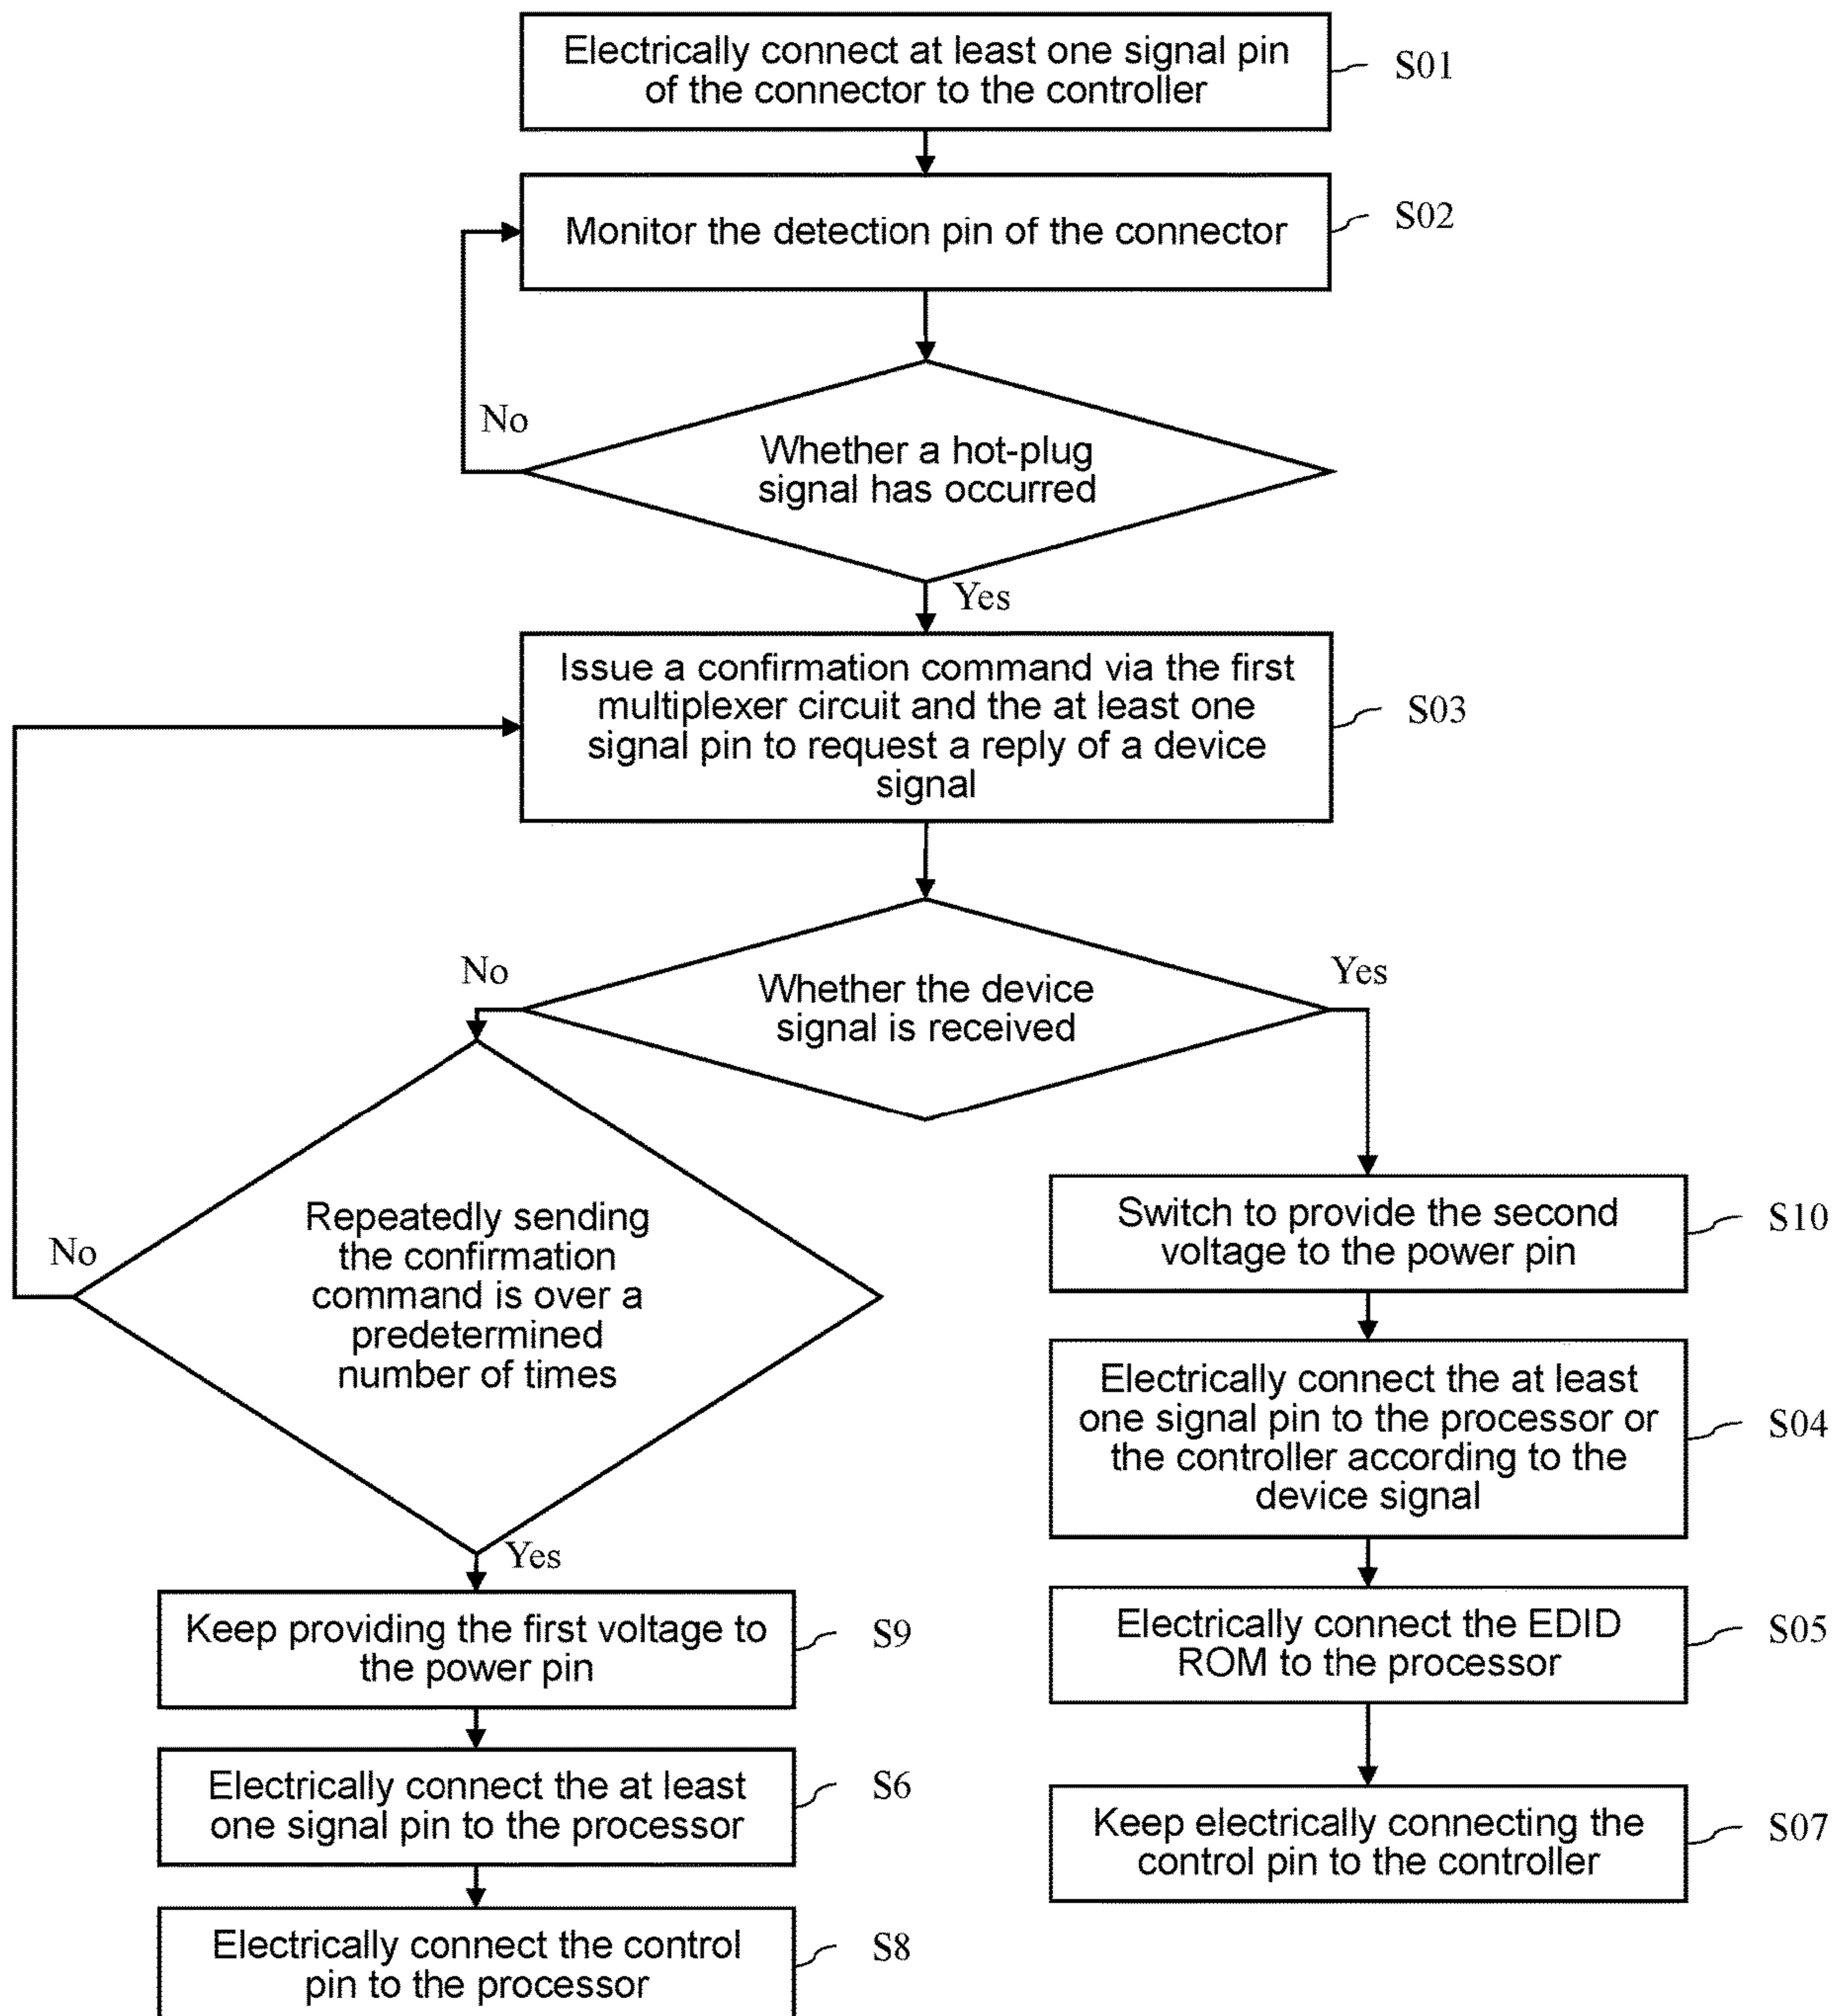 Electrically connect at least one signal pin
of the connector to the controller
S01
Monitor the detection pin of the connector
S02
No
Whether a hot-plug
signal has occurred
Yes
Issue a confirmation command via the first
multiplexer circuit and the at least one
signal pin to request a reply of a device
signal
S03
No
Whether the device
signal is received
Yes
Repeatedly sending
the confirmation
command is over a
predetermined
number of times
No
Yes
Switch to provide the second
voltage to the power pin
S10
Electrically connect the at least
one signal pin to the processor or
the controller according to the
device signal
S04
Electrically connect the EDID
ROM to the processor
S05
Keep electrically connecting the
control pin to the controller
S07
Keep providing the first voltage to
the power pin
S9
Electrically connect the at least
one signal pin to the processor
S6
Electrically connect the control
pin to the processor
S8